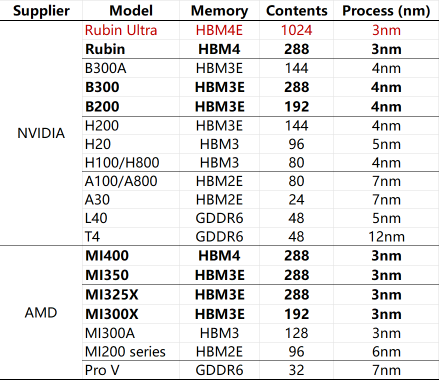 Supplier Model Memory Contents Process (nm)
Rubin Ultra HBM4E 1024 3nm
Rubin HBM4 288 3nm
B300A HBM3E 144 4nm
B300 HBM3E 288 4nm
B200 HBM3E 192 4nm
H200 HBM3E 144 4nm
NVIDIA H20 HBM3 96 5nm
H100/H800 HBM3 80 4nm
A100/A800 HBM2E 80 7nm
A30 HBM2E 24 7nm
L40 GDDR6 48 5nm
T4 GDDR6 48 12nm
MI400 HBM4 288 3nm
MI350 HBM3E 288 3nm
MI325X HBM3E 288 3nm
AMD MI300X HBM3E 192 3nm
MI300A HBM3 128 3nm
MI200 series HBM2E 96 6nm
Pro V GDDR6 32 7nm